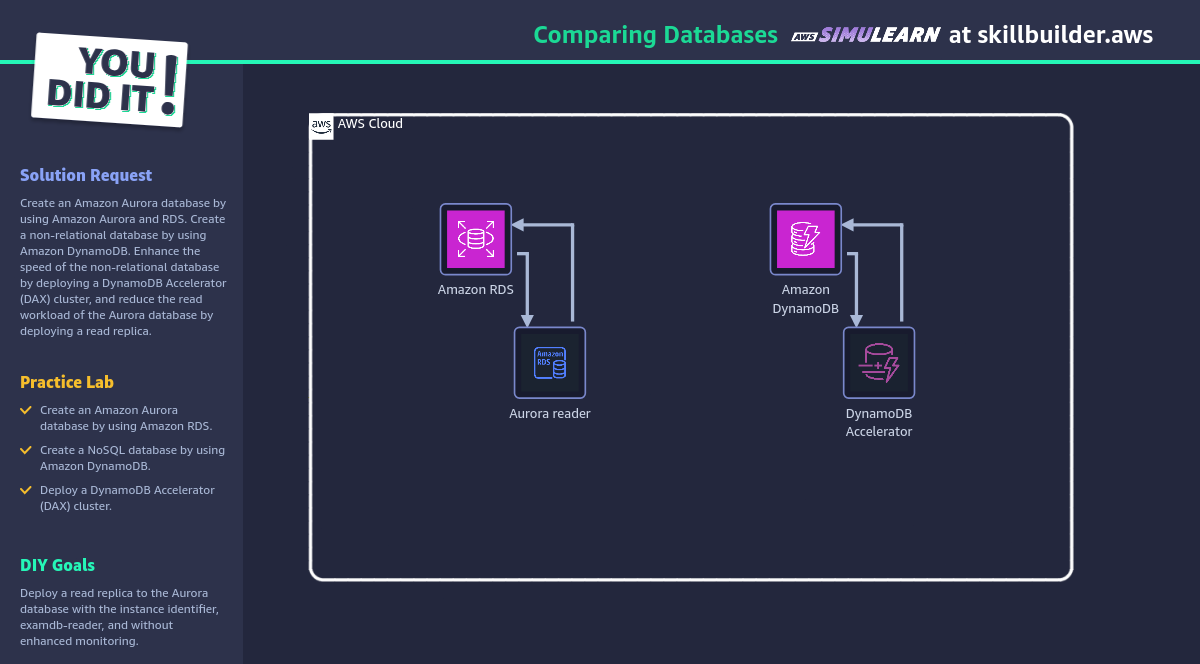 Comparing Databases aws SIMULEARN at skillbuilder.aws
YOU
DID IT!
Solution Request
Create an Amazon Aurora database by
using Amazon Aurora and RDS. Create
a non-relational database by using
Amazon DynamoDB. Enhance the
speed of the non-relational database
by deploying a DynamoDB Accelerator
(DAX) cluster, and reduce the read
workload of the Aurora database by
deploying a read replica.
Practice Lab
Create an Amazon Aurora
database by using Amazon RDS.
Create a NoSQL database by using
Amazon DynamoDB.
Deploy a DynamoDB Accelerator
(DAX) cluster.
DIY Goals
Deploy a read replica to the Aurora
database with the instance identifier,
examdb-reader, and without
enhanced monitoring.
aws AWS Cloud
Amazon RDS
Amazon
DynamoDB
Amazon
RDS
Aurora reader
DynamoDB
Accelerator